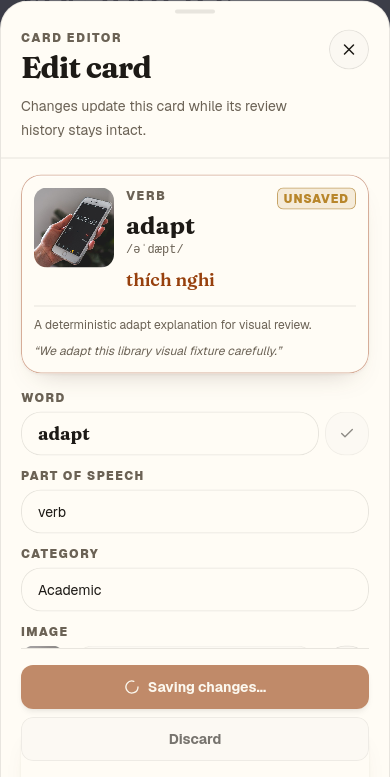 CARD EDITOR
Edit card
Changes update this card while its review
history stays intact.
VERB
UNSAVED
adapt
/əˈdæpt/
thích nghi
A deterministic adapt explanation for visual review.
“We adapt this library visual fixture carefully.”
WORD
adapt
PART OF SPEECH
verb
CATEGORY
Academic
IMAGE
Saving changes...
Discard